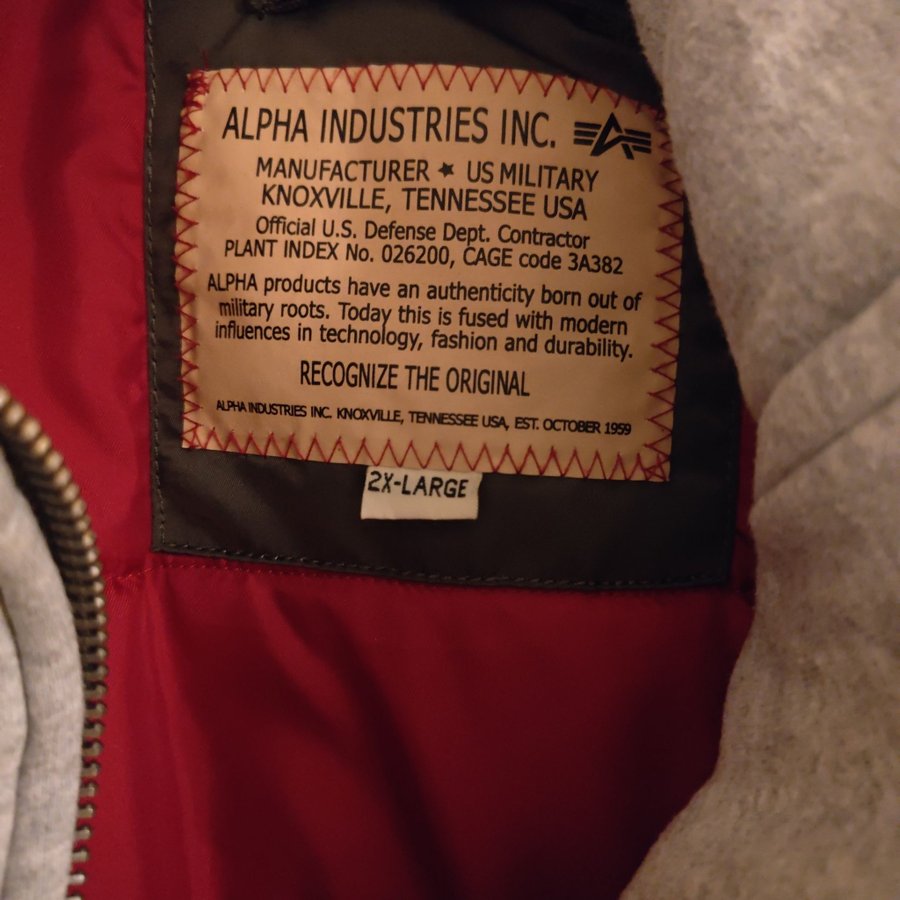 ALPHA INDUSTRIES INC.
MANUFACTURER ★ US MILITARY
KNOXVILLE, TENNESSEE USA
Official U.S. Defense Dept. Contractor
PLANT INDEX No. 026200, CAGE code 3A382
ALPHA products have an authenticity born out of
military roots. Today this is fused with modern
influences in technology, fashion and durability.
RECOGNIZE THE ORIGINAL
ALPHA INDUSTRIES INC. KNOXVILLE, TENNESSEE USA, EST. OCTOBER 1959
2X-LARGE